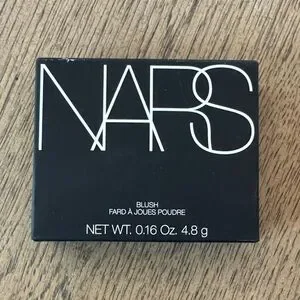 NARS
BLUSH
FARD À JOUES POUDRE
NET WT. 0.16 Oz. 4.8 g